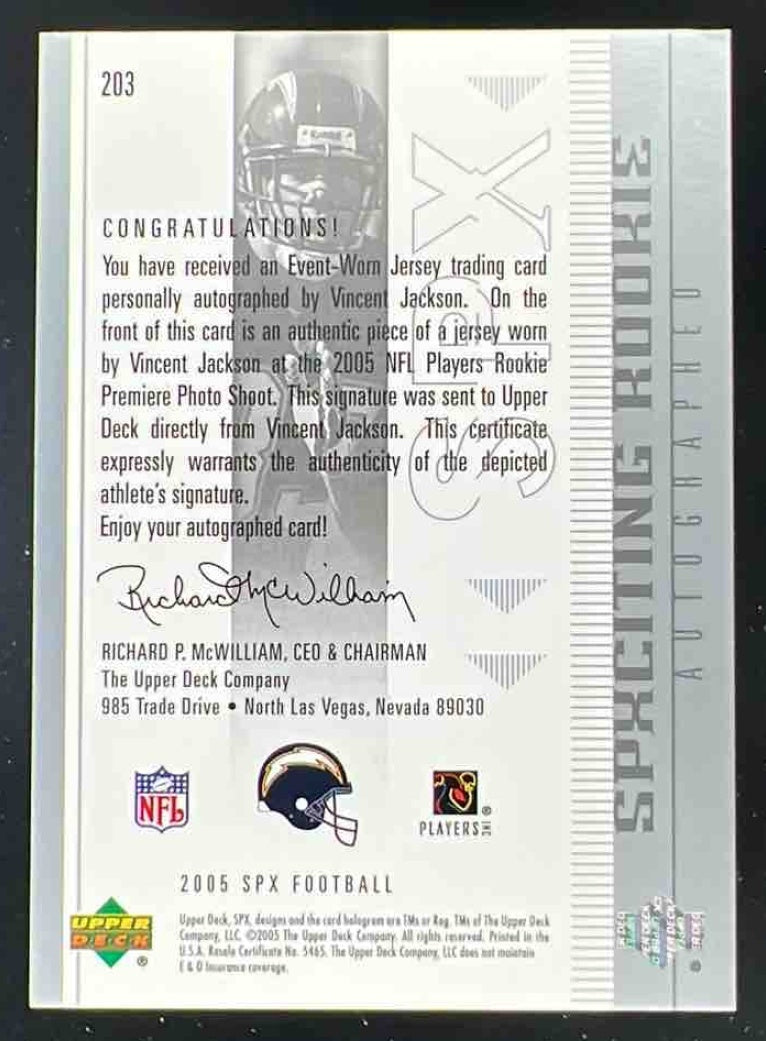 203
SPX
CONGRATULATIONS!
You have received an Event-Worn Jersey trading card
personally autographed by Vincent Jackson. On the
front of this card is an authentic piece of a jersey worn
by Vincent Jackson at the 2005 NFL Players Rookie
Premiere Photo Shoot. This signature was sent to Upper
Deck directly from Vincent Jackson. This certificate
expressly warrants the authenticity of the depicted
athlete's signature.
Enjoy your autographed card!
Richard McWilliam
RICHARD P. McWILLIAM, CEO & CHAIRMAN
The Upper Deck Company
985 Trade Drive • North Las Vegas, Nevada 89030
NFL
PLAYERS INC ®
2005 SPX FOOTBALL
UPPER
DECK
®
Upper Deck, SPX, designs and the card hologram are TMs or Reg. TMs of The Upper Deck
Company, LLC. ©2005 The Upper Deck Company. All rights reserved. Printed in the
U.S.A. Resale Certificate No. 5465. The Upper Deck Company, LLC does not maintain
E & O Insurance coverage.
SPXCITING ROOKIE
AUTOGRAPHED